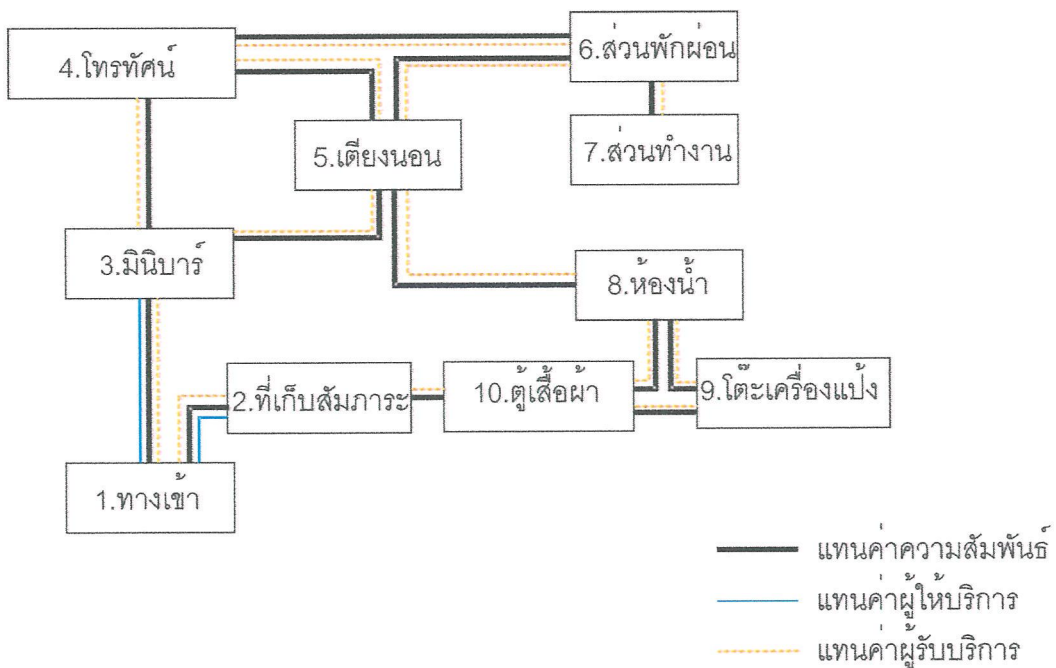 4.โทรทัศน์
6.ส่วนพักผ่อน
5.เตียงนอน
7.ส่วนทำงาน
3.มินิบาร์
8.ห้องน้ำ
2.ที่เก็บสัมภาระ
10.ตู้เสื้อผ้า
9.โต๊ะเครื่องแป้ง
1.ทางเข้า
แทนค่าความสัมพันธ์
แทนค่าผู้ให้บริการ
แทนค่าผู้รับบริการ